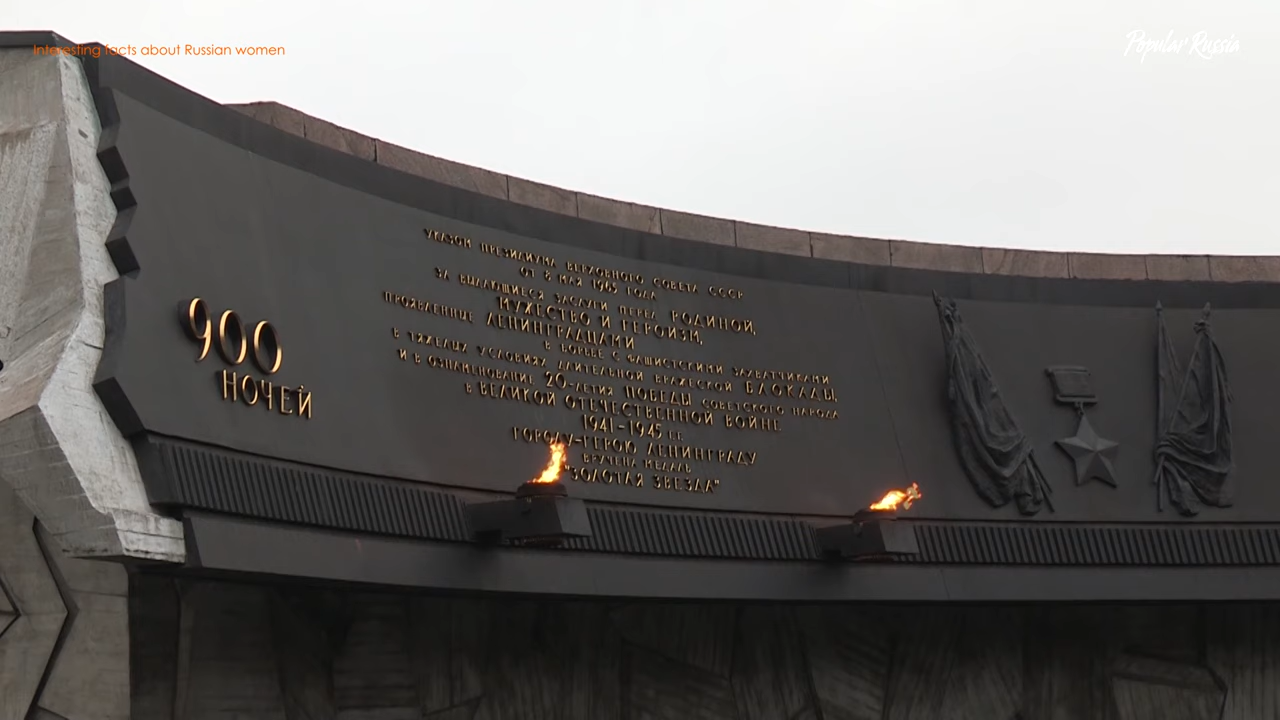 Interesting facts about Russian women
Popular Russia
900
НОЧЕЙ
УКАЗОМ ПРЕЗИДИУМА ВЕРХОВНОГО СОВЕТА СССР
ОТ 8 МАЯ 1965 ГОДА
ЗА ВЫДАЮЩИЕСЯ ЗАСЛУГИ ПЕРЕД РОДИНОЙ,
МУЖЕСТВО И ГЕРОИЗМ,
ПРОЯВЛЕННЫЕ ЛЕНИНГРАДЦАМИ
В БОРЬБЕ С ФАШИСТСКИМИ ЗАХВАТЧИКАМИ
В ТЯЖЕЛЫХ УСЛОВИЯХ ДЛИТЕЛЬНОЙ ВРАЖЕСКОЙ БЛОКАДЫ,
И В ОЗНАМЕНОВАНИЕ 20-ЛЕТИЯ ПОБЕДЫ СОВЕТСКОГО НАРОДА
В ВЕЛИКОЙ ОТЕЧЕСТВЕННОЙ ВОЙНЕ
1941-1945 ГГ.
ГОРОДУ-ГЕРОЮ ЛЕНИНГРАДУ
ВРУЧЕНА МЕДАЛЬ
"ЗОЛОТАЯ ЗВЕЗДА"